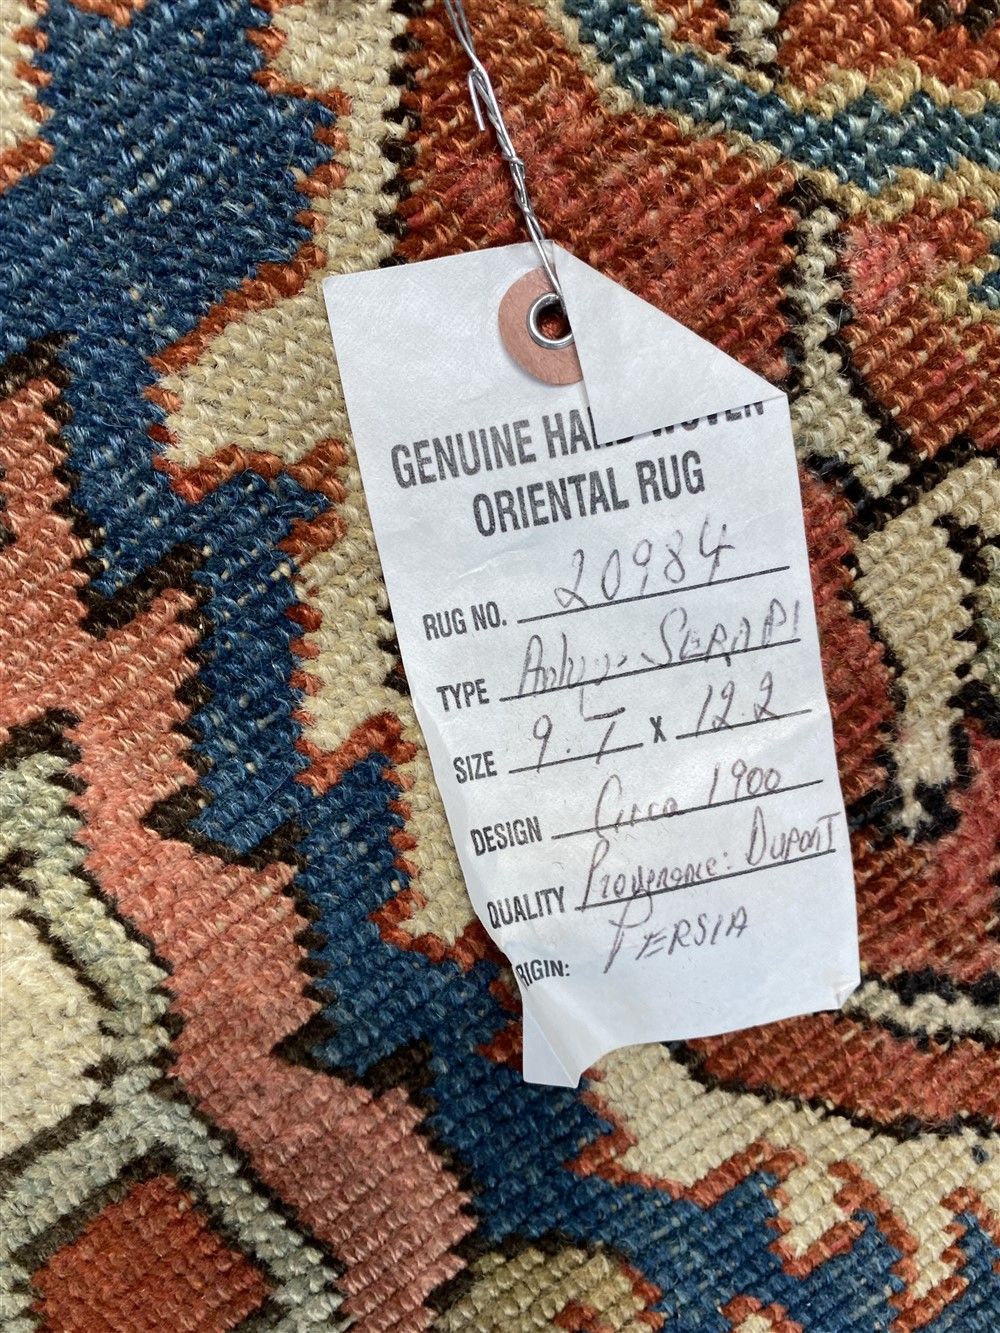 GENUINE HAND WOVEN
ORIENTAL RUG
RUG NO. 20984
TYPE SERAPI
SIZE 9.7 X 12.2
DESIGN Circa 1900
QUALITY Provenance: DUPONT
RIGIN: PERSIA